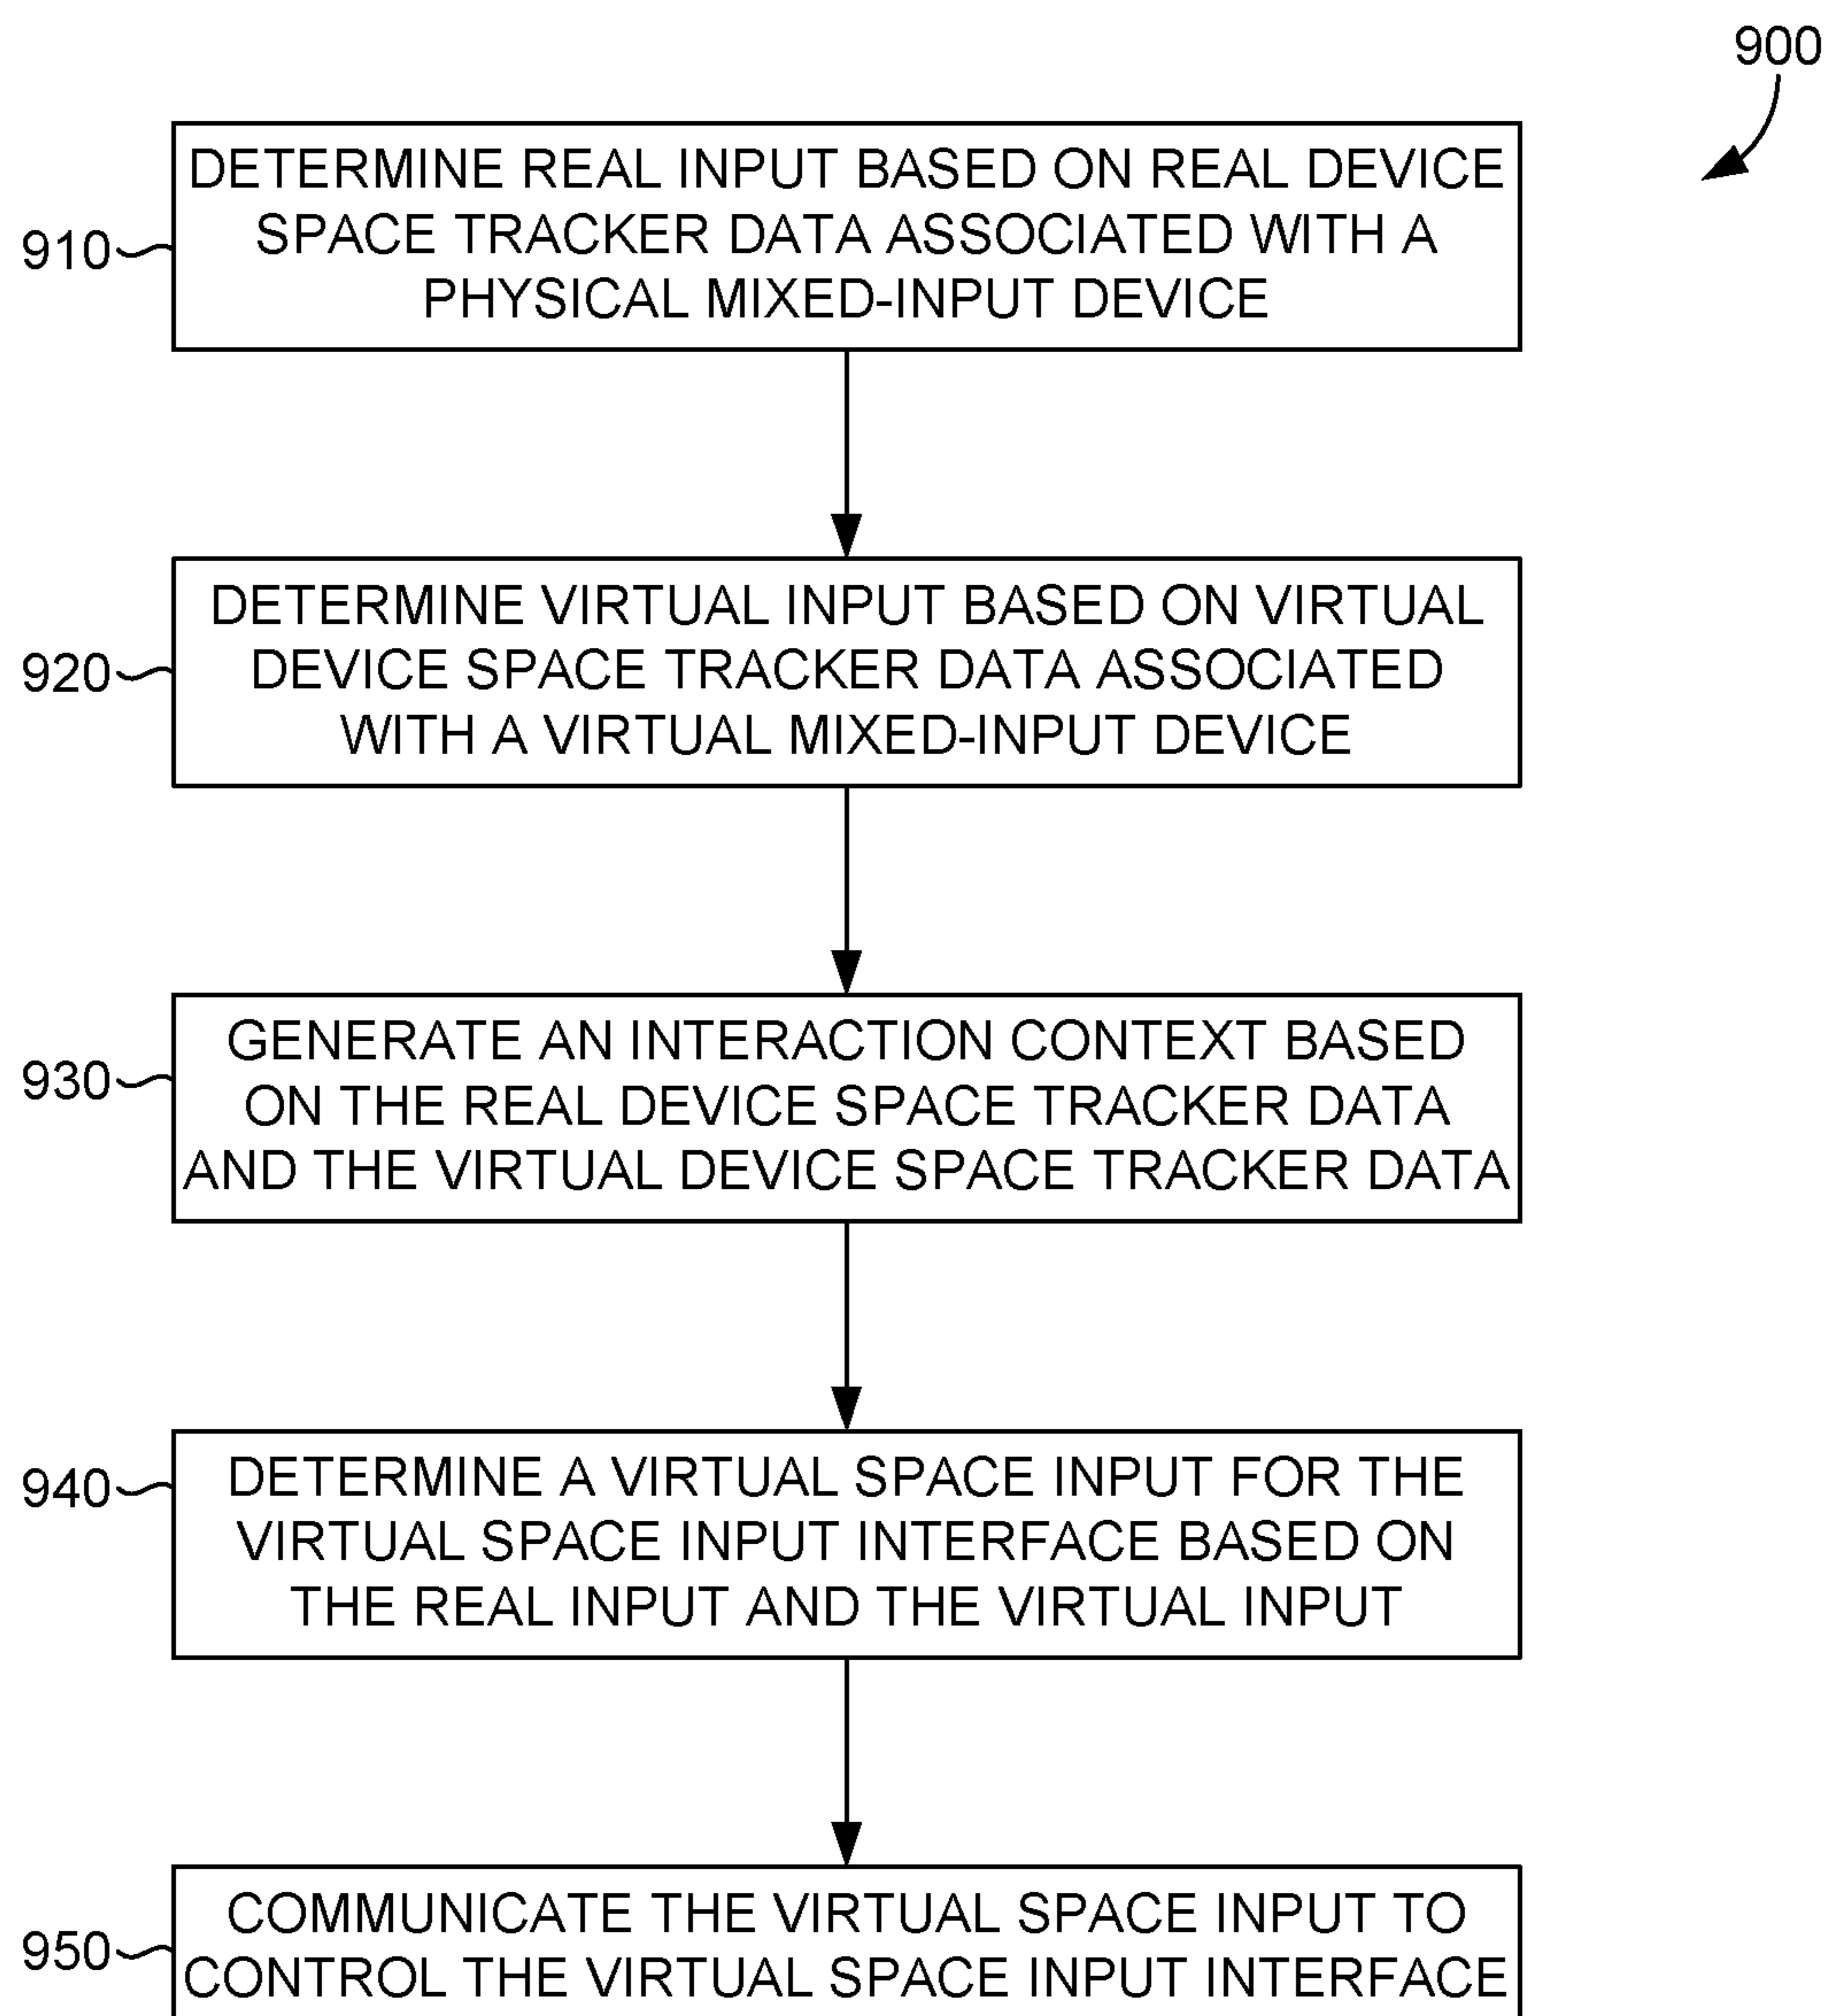 900
DETERMINE REAL INPUT BASED ON REAL DEVICE
SPACE TRACKER DATA ASSOCIATED WITH A
PHYSICAL MIXED-INPUT DEVICE
910
DETERMINE VIRTUAL INPUT BASED ON VIRTUAL
DEVICE SPACE TRACKER DATA ASSOCIATED
WITH A VIRTUAL MIXED-INPUT DEVICE
920
GENERATE AN INTERACTION CONTEXT BASED
ON THE REAL DEVICE SPACE TRACKER DATA
AND THE VIRTUAL DEVICE SPACE TRACKER DATA
930
DETERMINE A VIRTUAL SPACE INPUT FOR THE
VIRTUAL SPACE INPUT INTERFACE BASED ON
THE REAL INPUT AND THE VIRTUAL INPUT
940
COMMUNICATE THE VIRTUAL SPACE INPUT TO
CONTROL THE VIRTUAL SPACE INPUT INTERFACE
950